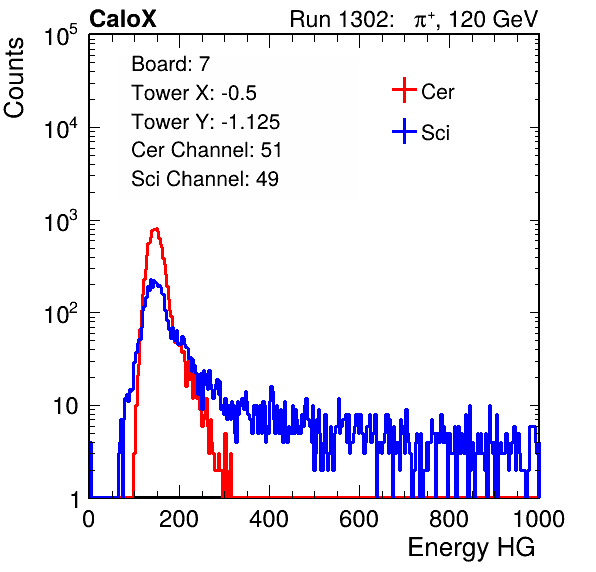 CaloX Run 1302: π⁺, 120 GeV
Board: 7
Tower X: -0.5
Tower Y: -1.125
Cer Channel: 51
Sci Channel: 49
Cer
Sci
Counts
10⁵
10⁴
10³
10²
10
1
0 200 400 600 800 1000
Energy HG